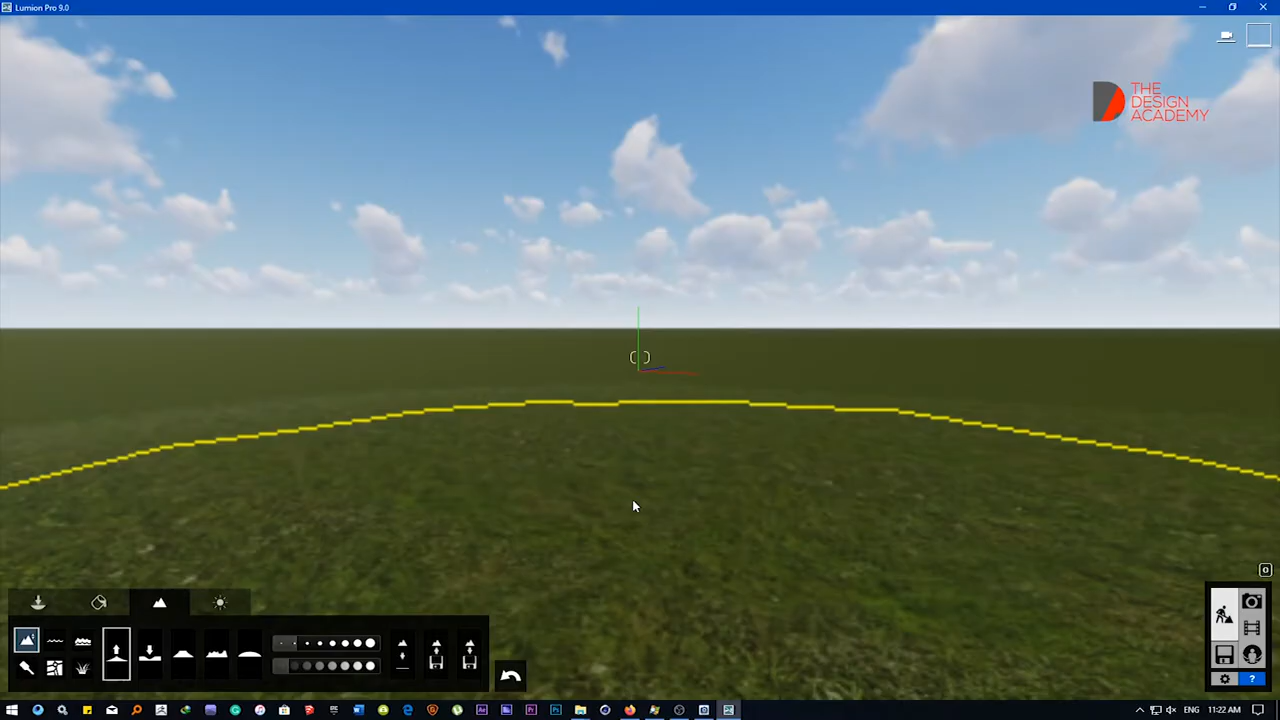 Lumion Pro 9.0
THE
DESIGN
ACADEMY
?
ENG
11:22 AM